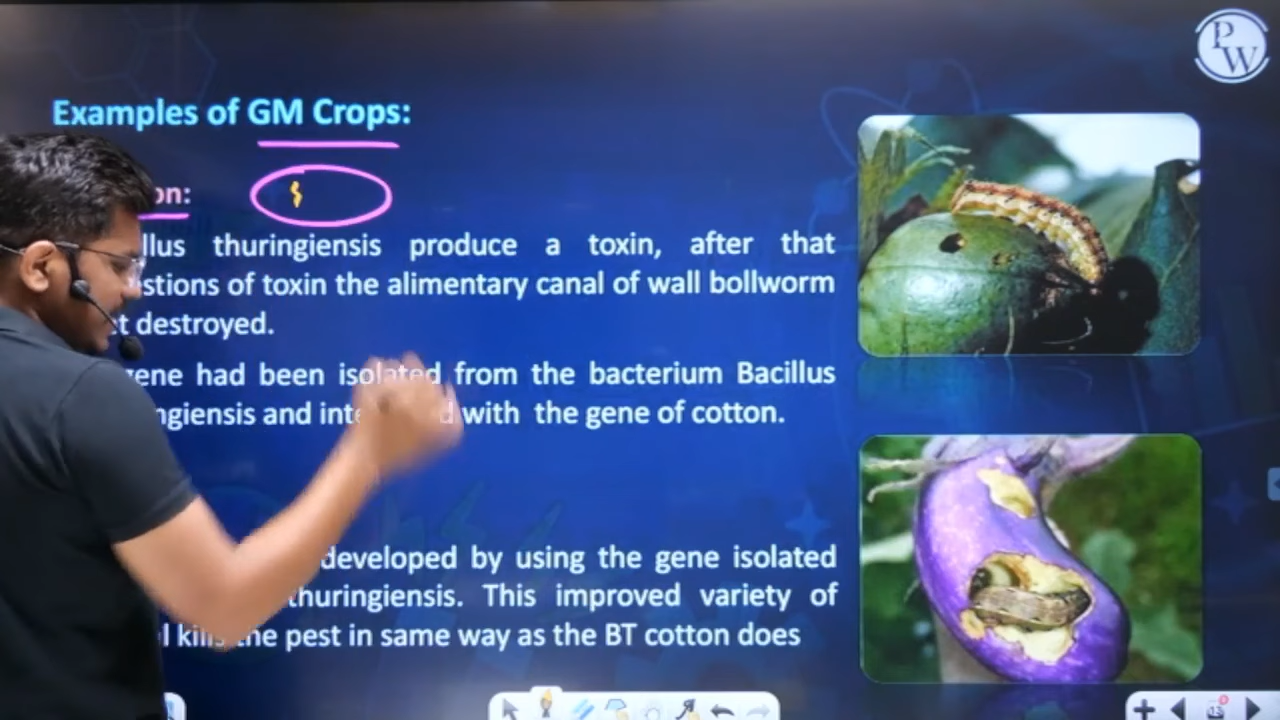 PW
Examples of GM Crops:
on:
llus thuringiensis produce a toxin, after that
stions of toxin the alimentary canal of wall bollworm
t destroyed.
ene had been isolated from the bacterium Bacillus
ngiensis and inte d with the gene of cotton.
developed by using the gene isolated
thuringiensis. This improved variety of
l kills the pest in same way as the BT cotton does